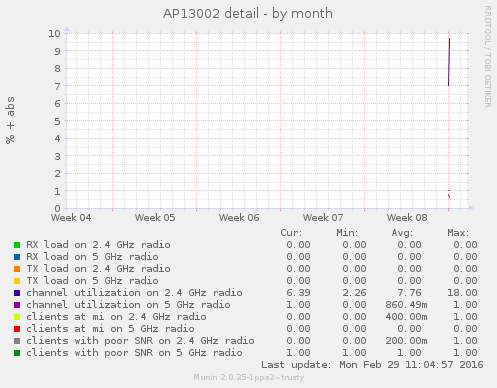 AP13002 detail - by month
RRDTOOL / TOBI OETIKER
% + abs
10
9
8
7
6
5
4
3
2
1
0
Week 04 Week 05 Week 06 Week 07 Week 08
Cur: Min: Avg: Max:
RX load on 2.4 GHz radio 0.00 0.00 0.00 0.00
RX load on 5 GHz radio 0.00 0.00 0.00 0.00
TX load on 2.4 GHz radio 0.00 0.00 0.00 0.00
TX load on 5 GHz radio 0.00 0.00 0.00 0.00
channel utilization on 2.4 GHz radio 6.39 2.26 7.76 18.00
channel utilization on 5 GHz radio 1.00 0.00 860.49m 1.00
clients at mi on 2.4 GHz radio 0.00 0.00 400.00m 1.00
clients at mi on 5 GHz radio 0.00 0.00 0.00 0.00
clients with poor SNR on 2.4 GHz radio 0.00 0.00 200.00m 1.00
clients with poor SNR on 5 GHz radio 1.00 1.00 1.00 1.00
Last update: Mon Feb 29 11:04:57 2016
Munin 2.0.25-1ppa2~trusty